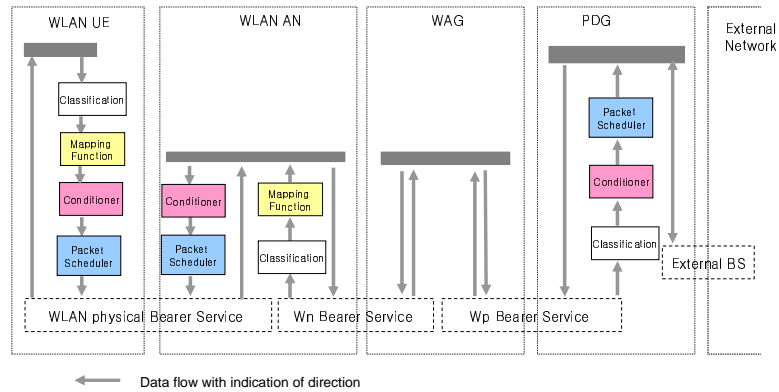 WLAN UE
WLAN AN
WAG
PDG
External
Network
Classification
Mapping
Function
Conditioner
Packet
Scheduler
Conditioner
Packet
Scheduler
Mapping
Function
Classification
Packet
Scheduler
Conditioner
Classification
External BS
WLAN physical Bearer Service
Wn Bearer Service
Wp Bearer Service
Data flow with indication of direction